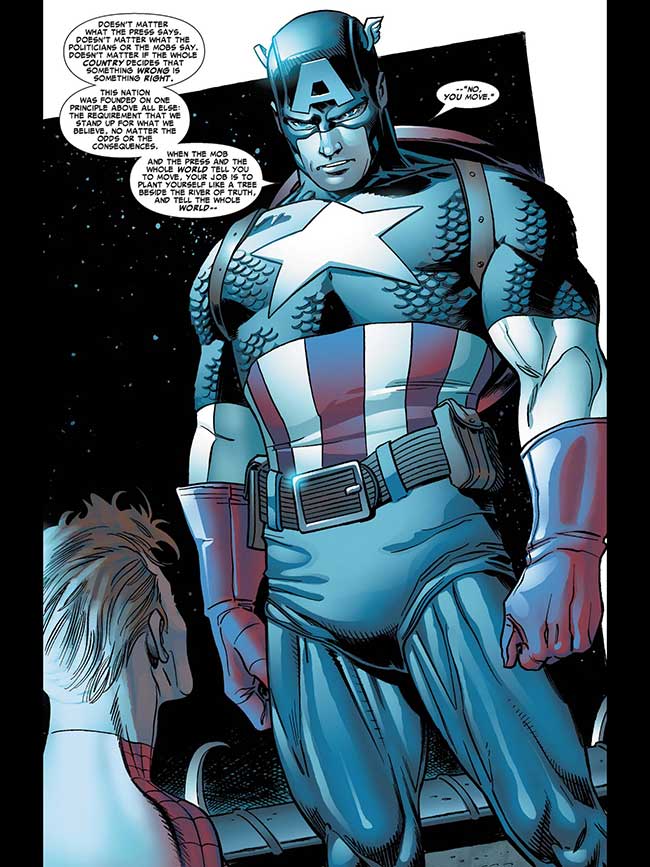 DOESN'T MATTER
WHAT THE PRESS SAYS.
DOESN'T MATTER WHAT THE
POLITICIANS OR THE MOBS SAY.
DOESN'T MATTER IF THE WHOLE
COUNTRY DECIDES THAT
SOMETHING WRONG IS
SOMETHING RIGHT.
THIS NATION
WAS FOUNDED ON ONE
PRINCIPLE ABOVE ALL ELSE:
THE REQUIREMENT THAT WE
STAND UP FOR WHAT WE
BELIEVE, NO MATTER THE
ODDS OR THE
CONSEQUENCES.
WHEN THE MOB
AND THE PRESS AND THE
WHOLE WORLD TELL YOU
TO MOVE, YOUR JOB IS TO
PLANT YOURSELF LIKE A TREE
BESIDE THE RIVER OF TRUTH,
AND TELL THE WHOLE
WORLD--
--"NO,
YOU MOVE."
A